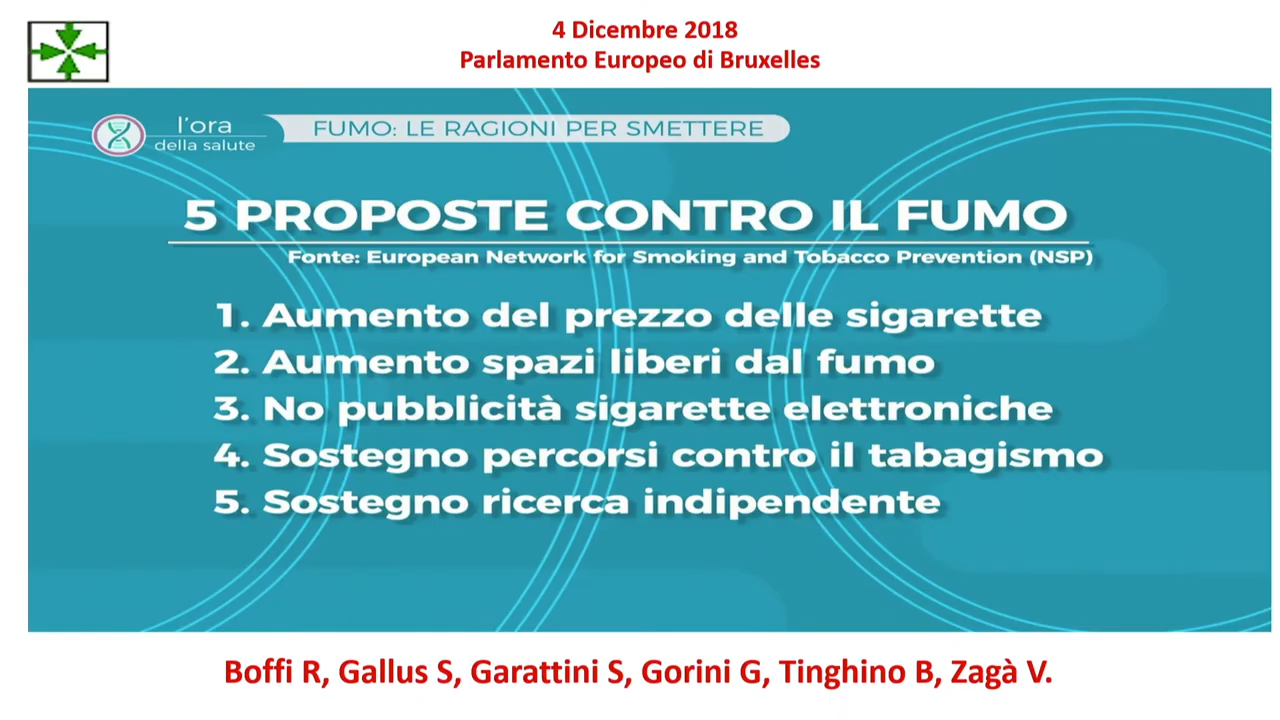 4 Dicembre 2018
Parlamento Europeo di Bruxelles
l'ora
della salute
FUMO: LE RAGIONI PER SMETTERE
5 PROPOSTE CONTRO IL FUMO
Fonte: European Network for Smoking and Tobacco Prevention (NSP)
1. Aumento del prezzo delle sigarette
2. Aumento spazi liberi dal fumo
3. No pubblicità sigarette elettroniche
4. Sostegno percorsi contro il tabagismo
5. Sostegno ricerca indipendente
Boffi R, Gallus S, Garattini S, Gorini G, Tinghino B, Zagà V.